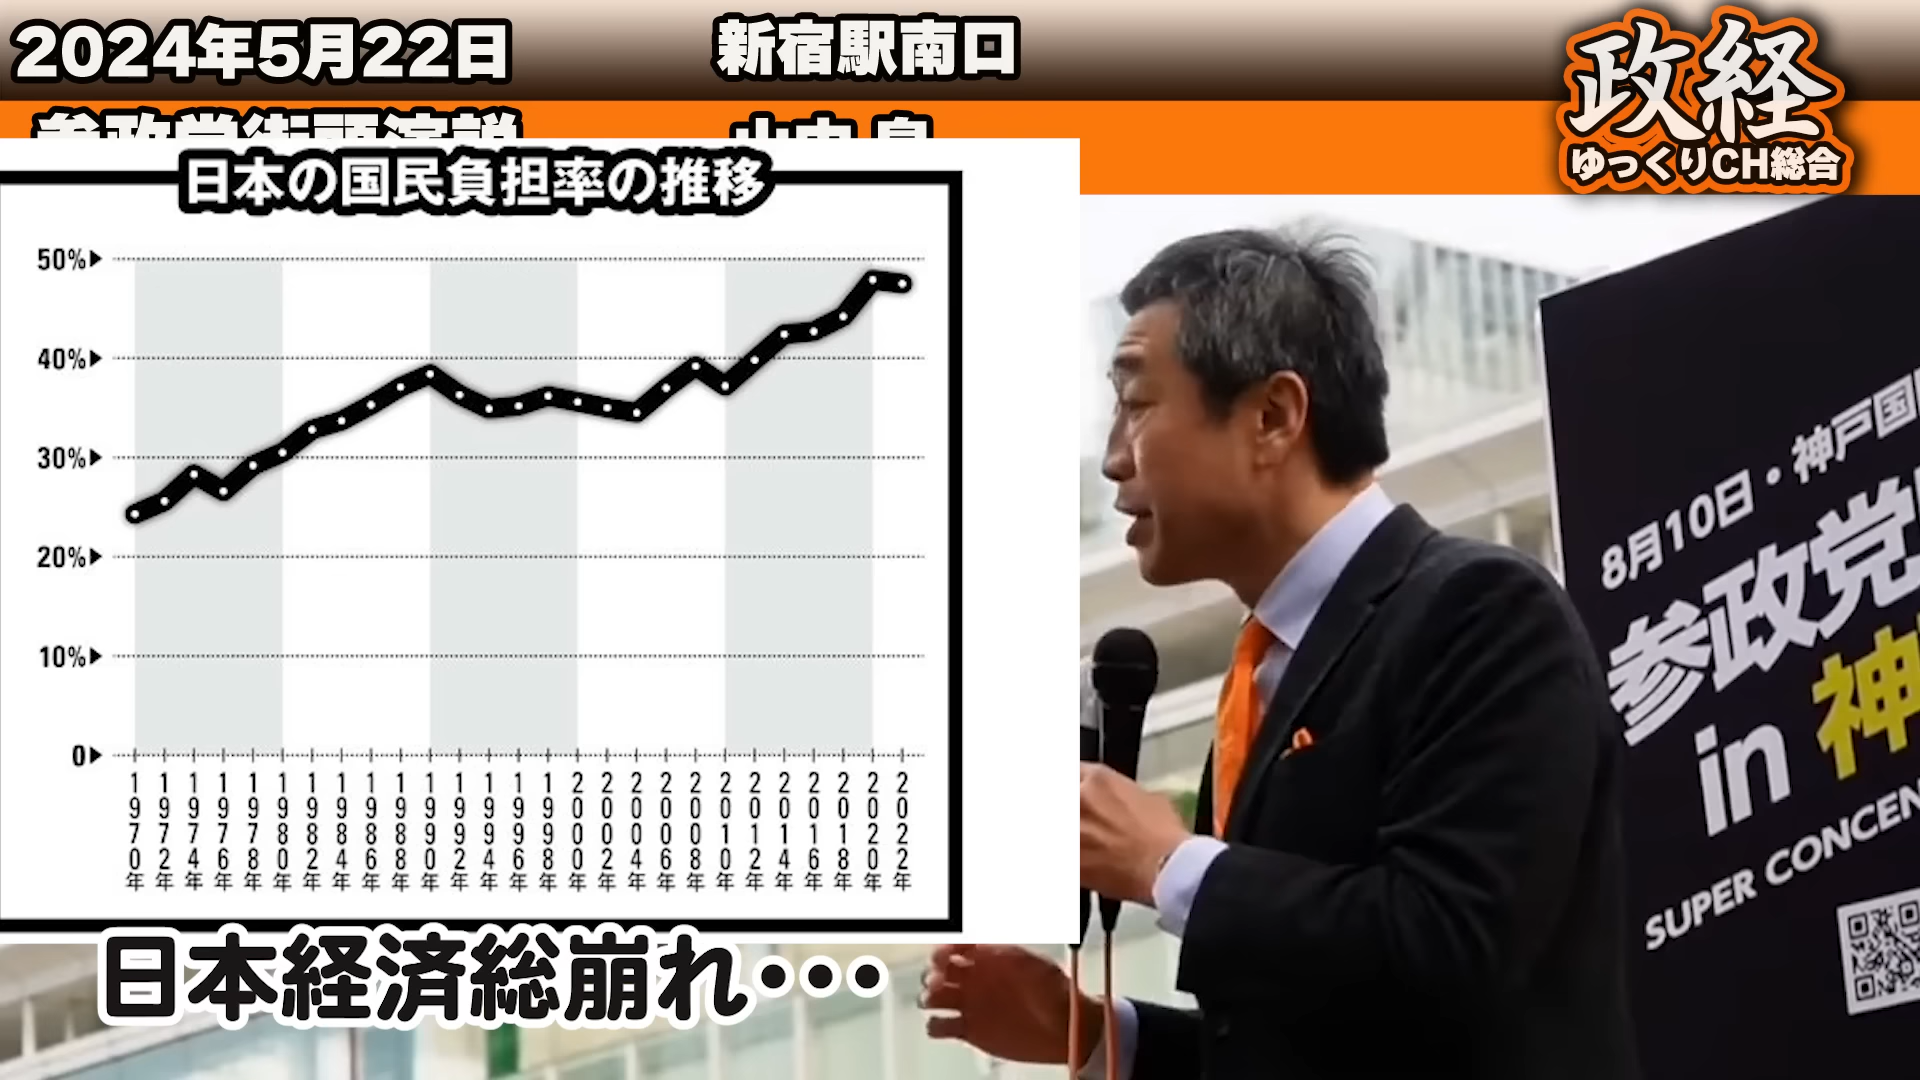 2024年5月22日
新宿駅南口
政経
ゆっくりCH総合
参政党街頭演説
日本の国民負担率の推移
50%
40%
30%
20%
10%
0
1970年
1972年
1974年
1976年
1978年
1980年
1982年
1984年
1986年
1988年
1990年
1992年
1994年
1996年
1998年
2000年
2002年
2004年
2006年
2008年
2010年
2012年
2014年
2016年
2018年
2020年
2022年
日本経済総崩れ・・・
8月10日・神戸国
参政党
in 神
SUPER CONCEN